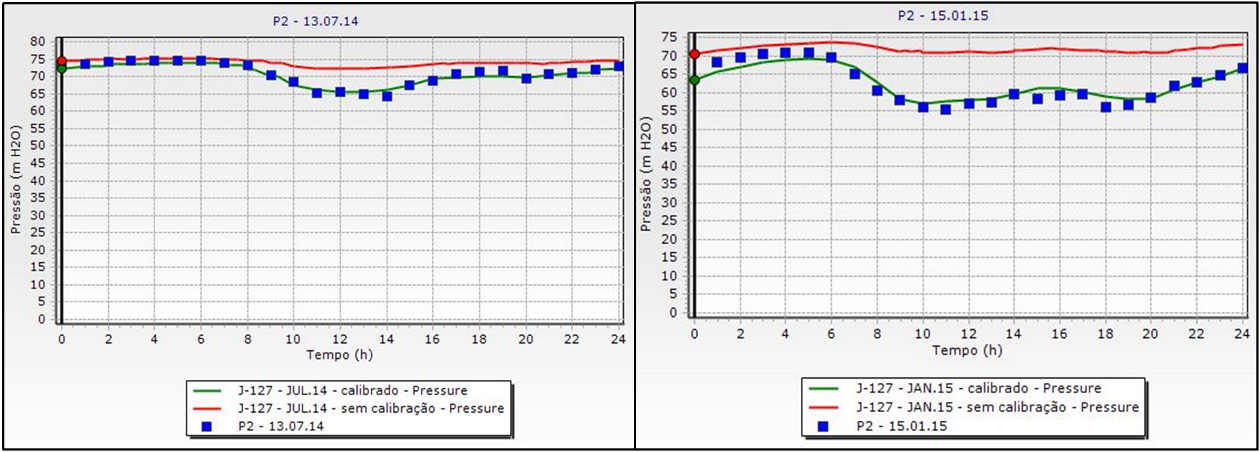 P2 - 13.07.14
80
75
70
65
60
55
50
45
40
35
30
25
20
15
10
5
0
Pressão (m H2O)
0 2 4 6 8 10 12 14 16 18 20 22 24
Tempo (h)
J-127 - JUL.14 - calibrado - Pressure
J-127 - JUL.14 - sem calibração - Pressure
P2 - 13.07.14
P2 - 15.01.15
75
70
65
60
55
50
45
40
35
30
25
20
15
10
5
0
Pressão (m H2O)
0 2 4 6 8 10 12 14 16 18 20 22 24
Tempo (h)
J-127 - JAN.15 - calibrado - Pressure
J-127 - JAN.15 - sem calibração - Pressure
P2 - 15.01.15